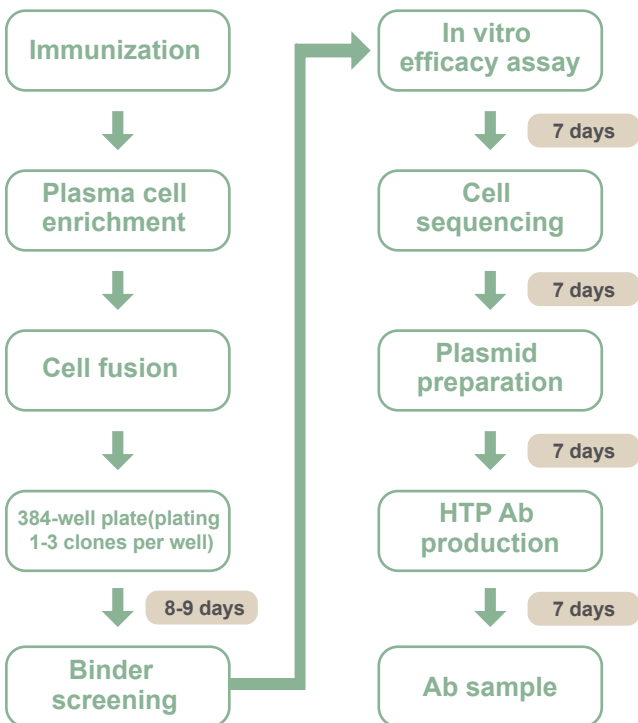 Immunization
Plasma cell
enrichment
Cell fusion
384-well plate(plating
1-3 clones per well)
8-9 days
Binder
screening
In vitro
efficacy assay
7 days
Cell
sequencing
7 days
Plasmid
preparation
7 days
HTP Ab
production
7 days
Ab sample